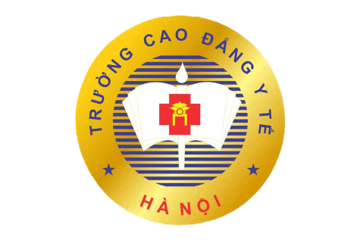 TRƯỜNG CAO ĐẲNG Y TẾ
HÀ NỘI